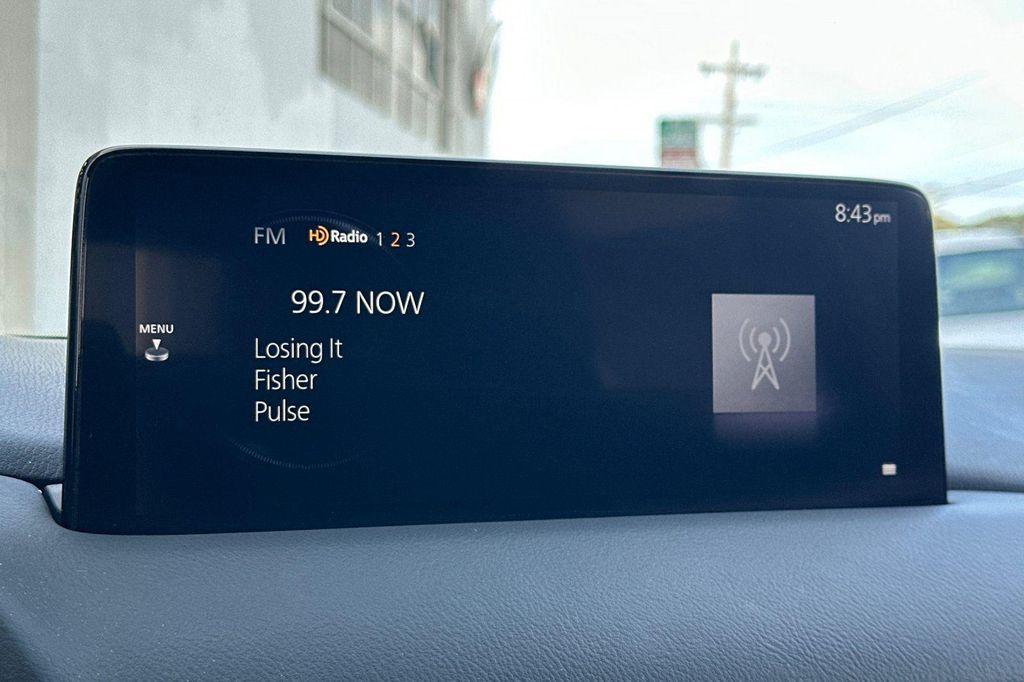 8:43pm
FM HD Radio 1 2 3
99.7 NOW
MENU
Losing It
Fisher
Pulse